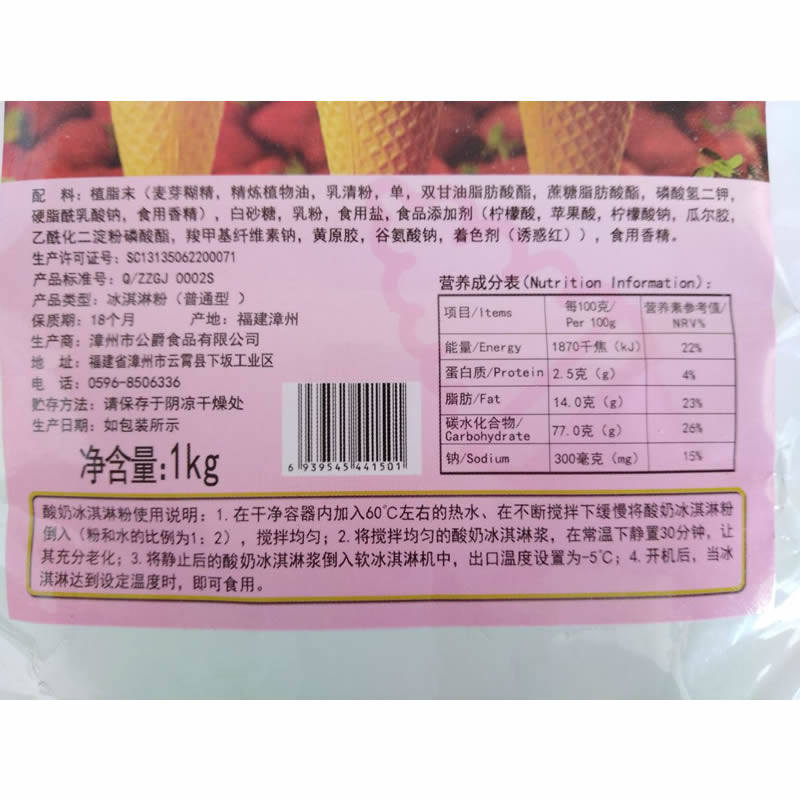 配　料：植脂末（麦芽糊精，精炼植物油，乳清粉，单，双甘油脂肪酸酯，蔗糖脂肪酸酯，磷酸氢二钾，
硬脂酰乳酸钠，食用香精），白砂糖，乳粉，食用盐，食品添加剂（柠檬酸，苹果酸，柠檬酸钠，瓜尔胶，
乙酰化二淀粉磷酸酯，羧甲基纤维素钠，黄原胶，谷氨酸钠，着色剂（诱惑红）），食用香精。
生产许可证号：SC13135062200071
产品标准号：Q/ZZGJ 0002S
产品类型：冰淇淋粉（普通型 ）
保质期：18个月　产地：福建漳州
生产商：漳州市公爵食品有限公司
地　址：福建省漳州市云霄县下坂工业区
电　话：0596-8506336
贮存方法：请保存于阴凉干燥处
生产日期：如包装所示
净含量:1kg
6 939545 441501
营养成分表(Nutrition Information)：
项目/Items 每100克/ Per 100g 营养素参考值/ NRV%
能量/Energy 1870千焦（kJ） 22%
蛋白质/Protein 2.5克（g） 4%
脂肪/Fat 14.0克（g） 23%
碳水化合物/ Carbohydrate 77.0克（g） 26%
钠/Sodium 300毫克（mg） 15%
酸奶冰淇淋粉使用说明：1.在干净容器内加入60℃左右的热水、在不断搅拌下缓慢将酸奶冰淇淋粉
倒入（粉和水的比例为1：2），搅拌均匀；2.将搅拌均匀的酸奶冰淇淋浆，在常温下静置30分钟，让
其充分老化；3.将静止后的酸奶冰淇淋浆倒入软冰淇淋机中，出口温度设置为-5℃；4.开机后，当冰
淇淋达到设定温度时，即可食用。